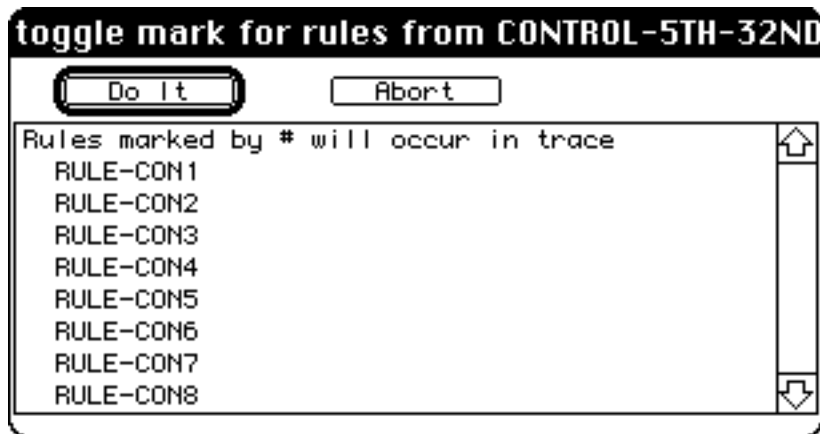 toggle mark for rules from CONTROL-5TH-32ND
Do It Abort
Rules marked by # will occur in trace
RULE-CON1
RULE-CON2
RULE-CON3
RULE-CON4
RULE-CON5
RULE-CON6
RULE-CON7
RULE-CON8